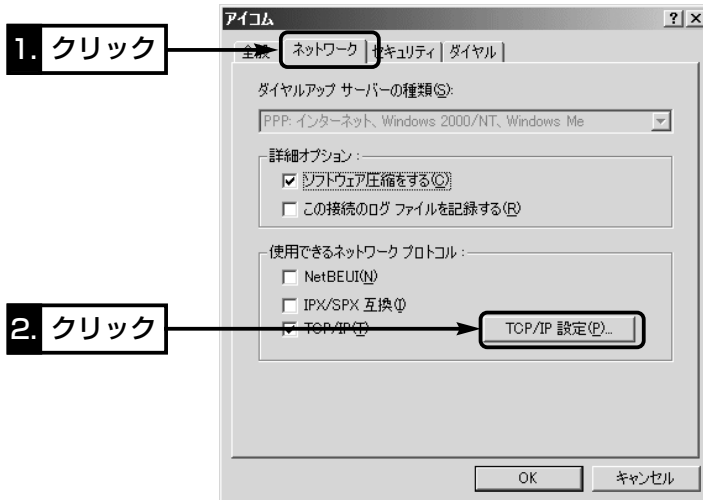 アイコム
1. クリック
全般 ネットワーク セキュリティ ダイヤル
ダイヤルアップ サーバーの種類(S):
PPP: インターネット、Windows 2000/NT、Windows Me
詳細オプション :
ソフトウェア圧縮をする(C)
この接続のログ ファイルを記録する(R)
使用できるネットワーク プロトコル :
NetBEUI(N)
IPX/SPX 互換(I)
2. クリック
TCP/IP(T) TCP/IP 設定(P)...
OK キャンセル